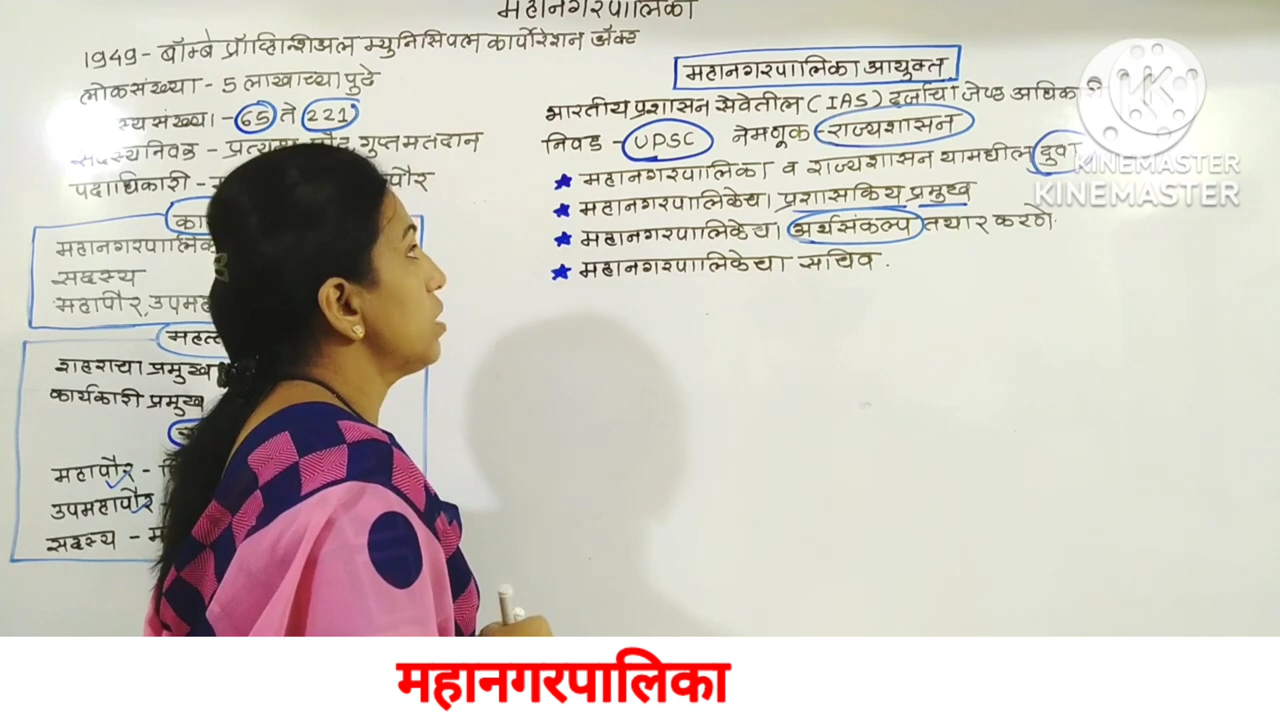 महानगरपालिका
1949 - बॉम्बे प्रॉव्हिन्शिअल म्युनिसिपल कार्पोरेशन ॲक्ट
लोकसंख्या - 5 लाखाच्या पुढे
स्यसंख्या - 65 ते 221
सदस्यनिवड - प्रत्यक्ष गुप्तमतदान
पदाधिकारी -
का
महानगरपालिक
सदस्य
महापौर, उपमह
महत्त
शहराचा प्रमुख
कार्यकारी प्रमुख
महापौर -
उपमहापौर
सदस्य - म
महानगरपालिका आयुक्त
भारतीय प्रशासन सेवेतील (IAS) दर्जाचा जेष्ठ अधिकारी
निवड - UPSC नेमणूक - राज्यशासन
★ महानगरपालिका व राज्यशासन यामधील दुवा
★ महानगरपालिकेचा प्रशासकिय प्रमुख
★ महानगरपालिकेचा अर्थसंकल्प तयार करणे
★ महानगरपालिकेचा सचिव.
KINEMASTER
KINEMASTER
महानगरपालिका